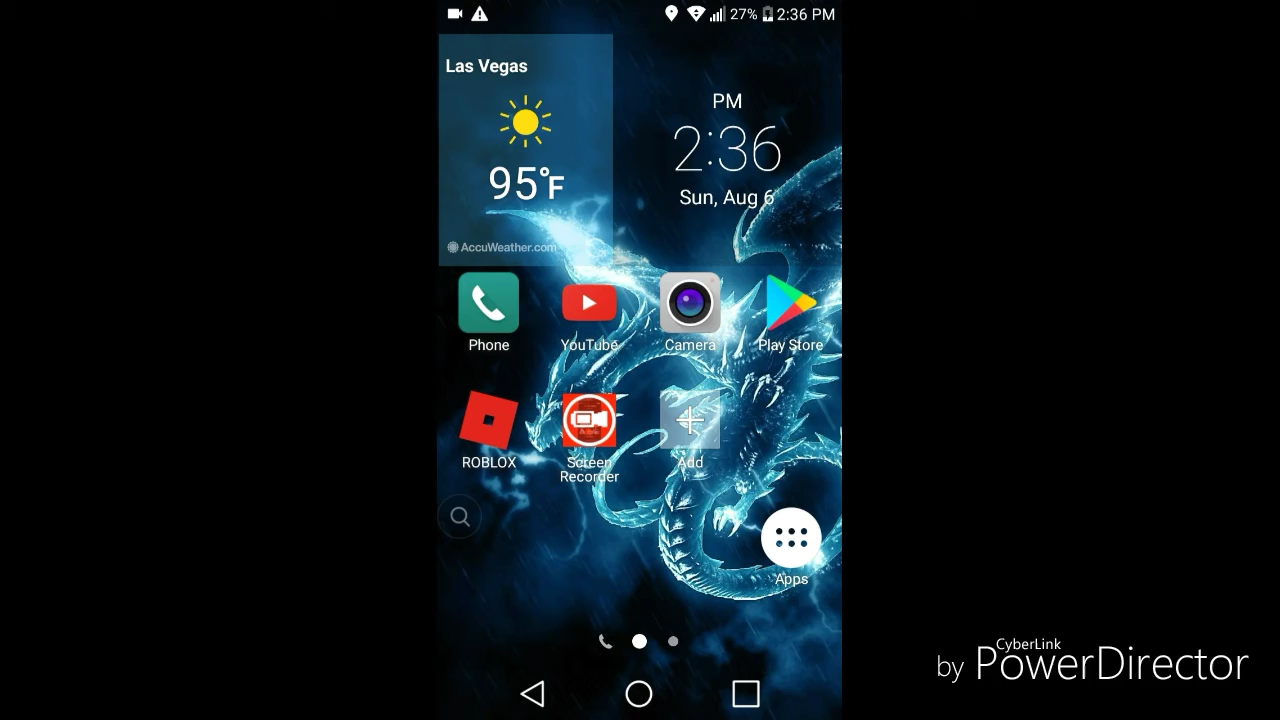 27% 2:36 PM
Las Vegas
95°F
AccuWeather.com
PM
2:36
Sun, Aug 6
Phone
YouTube
Camera
Play Store
ROBLOX
Screen
Recorder
Add
Apps
CyberLink
by PowerDirector